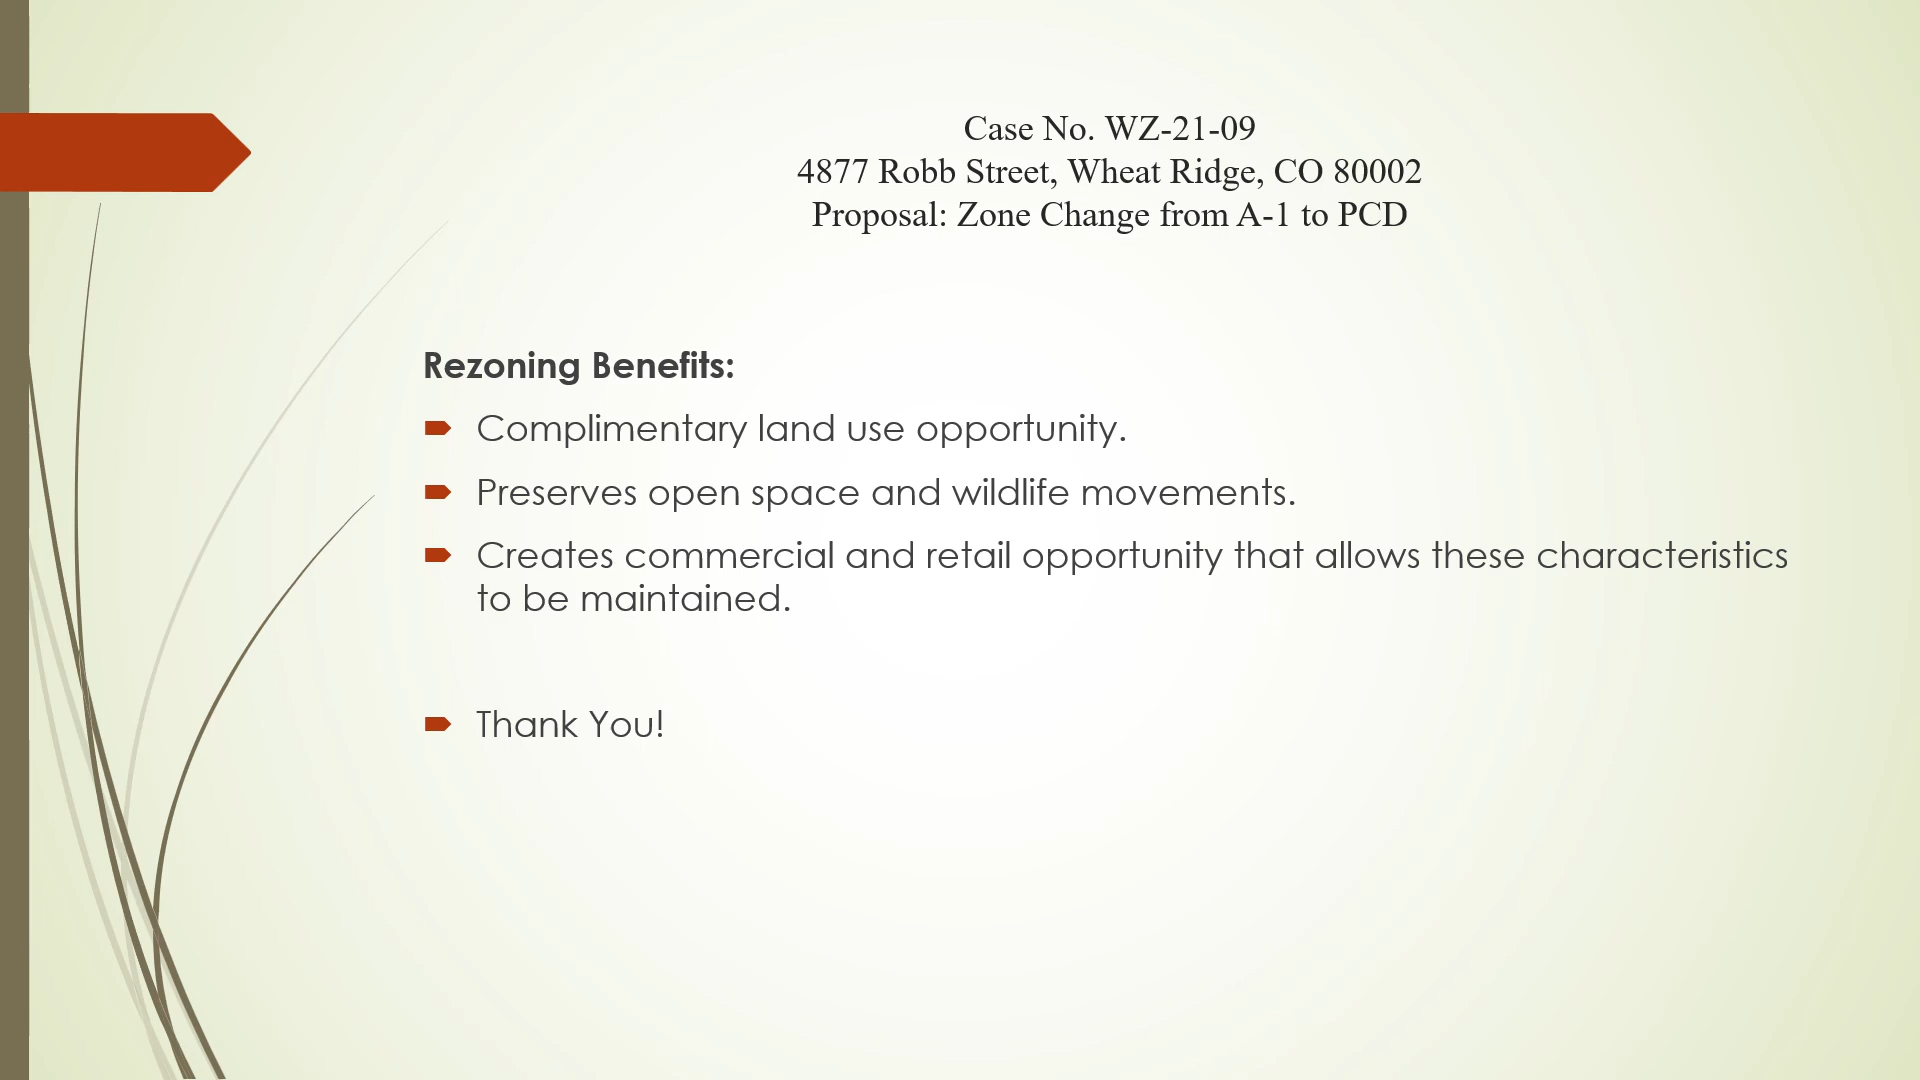 Case No. WZ-21-09
4877 Robb Street, Wheat Ridge, CO 80002
Proposal: Zone Change from A-1 to PCD
Rezoning Benefits:
Complimentary land use opportunity.
Preserves open space and wildlife movements.
Creates commercial and retail opportunity that allows these characteristics
to be maintained.
Thank You!